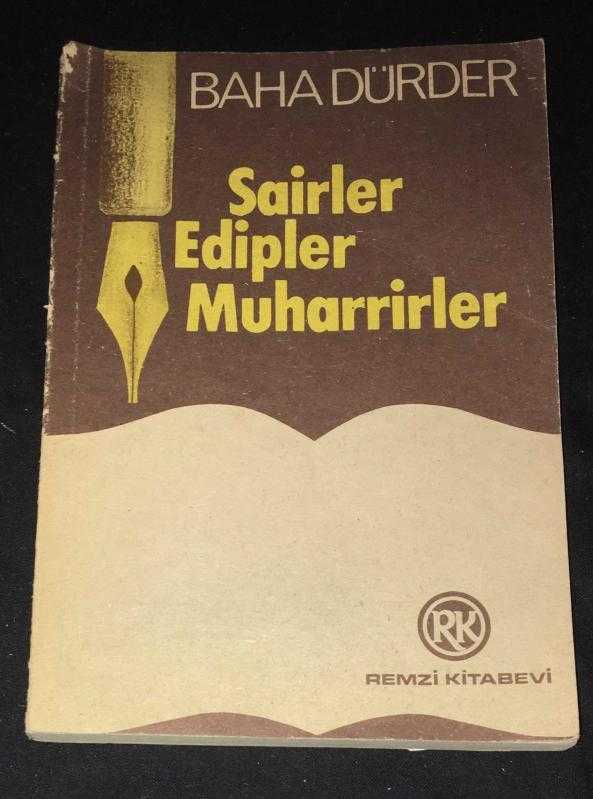 BAHA DÜRDER
Şairler
Edipler
Muharrirler
RK
REMZİ KİTABEVİ